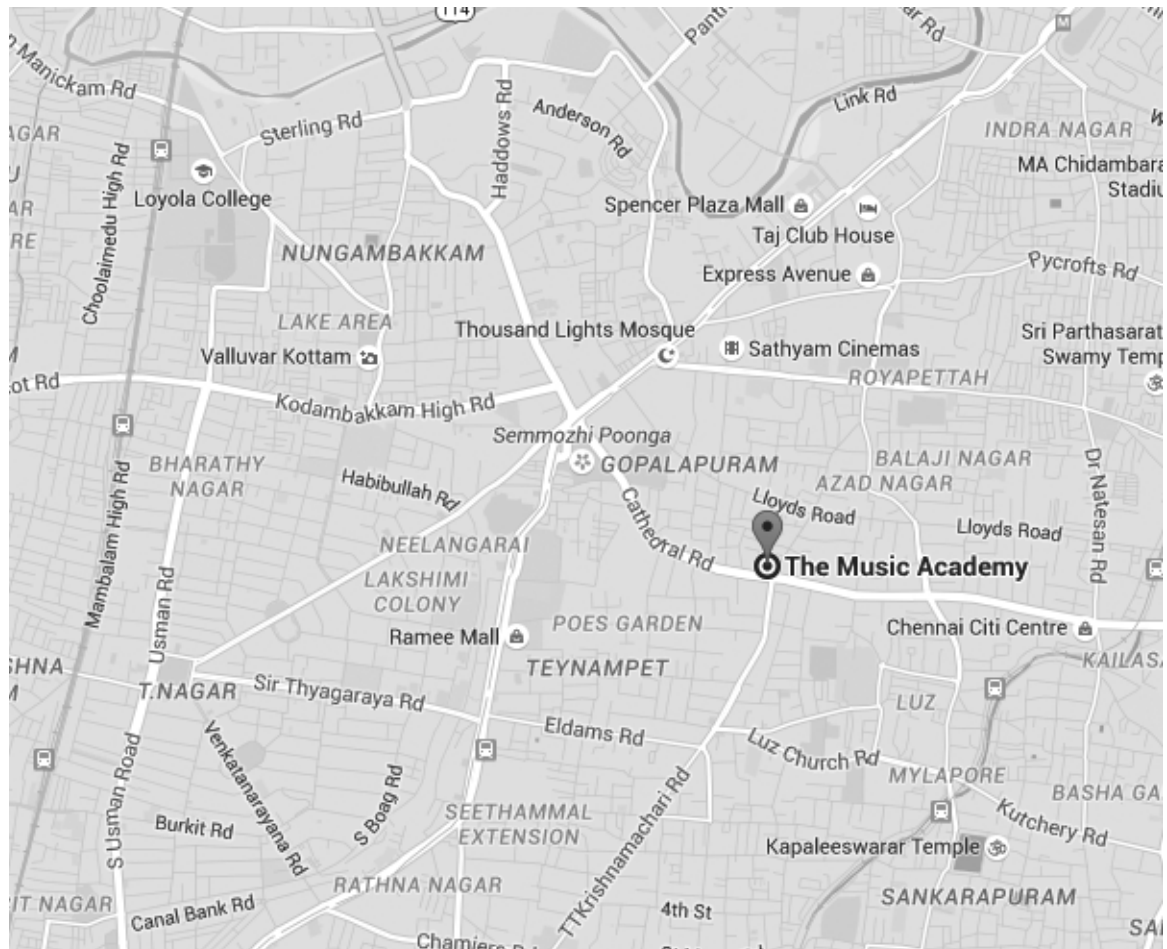 114
Manickam Rd
Sterling Rd
Haddows Rd
Anderson Rd
Link Rd
INDRA NAGAR
MA Chidambara
Stadiu
Choolaimedu High Rd
Loyola College
Spencer Plaza Mall
Taj Club House
NUNGAMBAKKAM
Express Avenue
Pycrofts Rd
LAKE AREA
Thousand Lights Mosque
Valluvar Kottam
Sathyam Cinemas
Sri Parthasarat
Swamy Temp
ot Rd
ROYAPETTAH
Kodambakkam High Rd
Semmozhi Poonga
GOPALAPURAM
BHARATHY
NAGAR
Habibullah Rd
BALAJI NAGAR
AZAD NAGAR
Dr Natesan Rd
Mambalam High Rd
Cathedral Rd
Lloyds Road
Lloyds Road
NEELANGARAI
The Music Academy
LAKSHIMI
COLONY
Usman Rd
Ramee Mall
POES GARDEN
Chennai Citi Centre
SHNA
TEYNAMPET
KAILASA
T.NAGAR
Sir Thyagaraya Rd
LUZ
Eldams Rd
Luz Church Rd
S Usman Road
Venkatanarayana Rd
S Boag Rd
MYLAPORE
BASHA GA
Burkit Rd
SEETHAMMAL
EXTENSION
TTKrishnamachari Rd
Kutchery Rd
Kapaleeswarar Temple
RATHNA NAGAR
SANKARAPURAM
IT NAGAR
Canal Bank Rd
4th St
Chamiers Rd
SAI